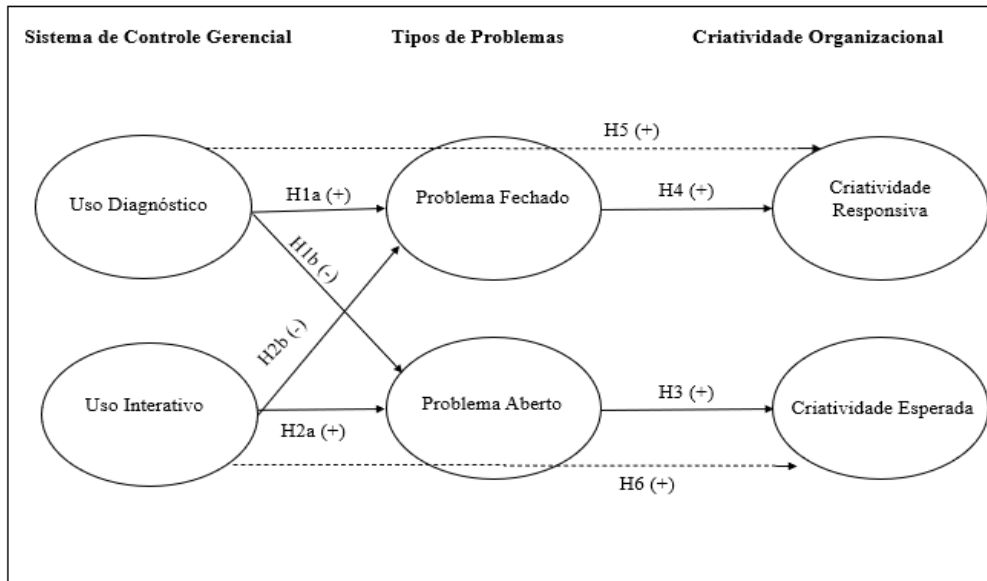 Sistema de Controle Gerencial
Tipos de Problemas
Criatividade Organizacional
H5 (+)
Uso Diagnóstico
H1a (+)
Problema Fechado
H4 (+)
Criatividade
Responsiva
H1b (-)
H2b (-)
Uso Interativo
H2a (+)
Problema Aberto
H3 (+)
Criatividade Esperada
H6 (+)